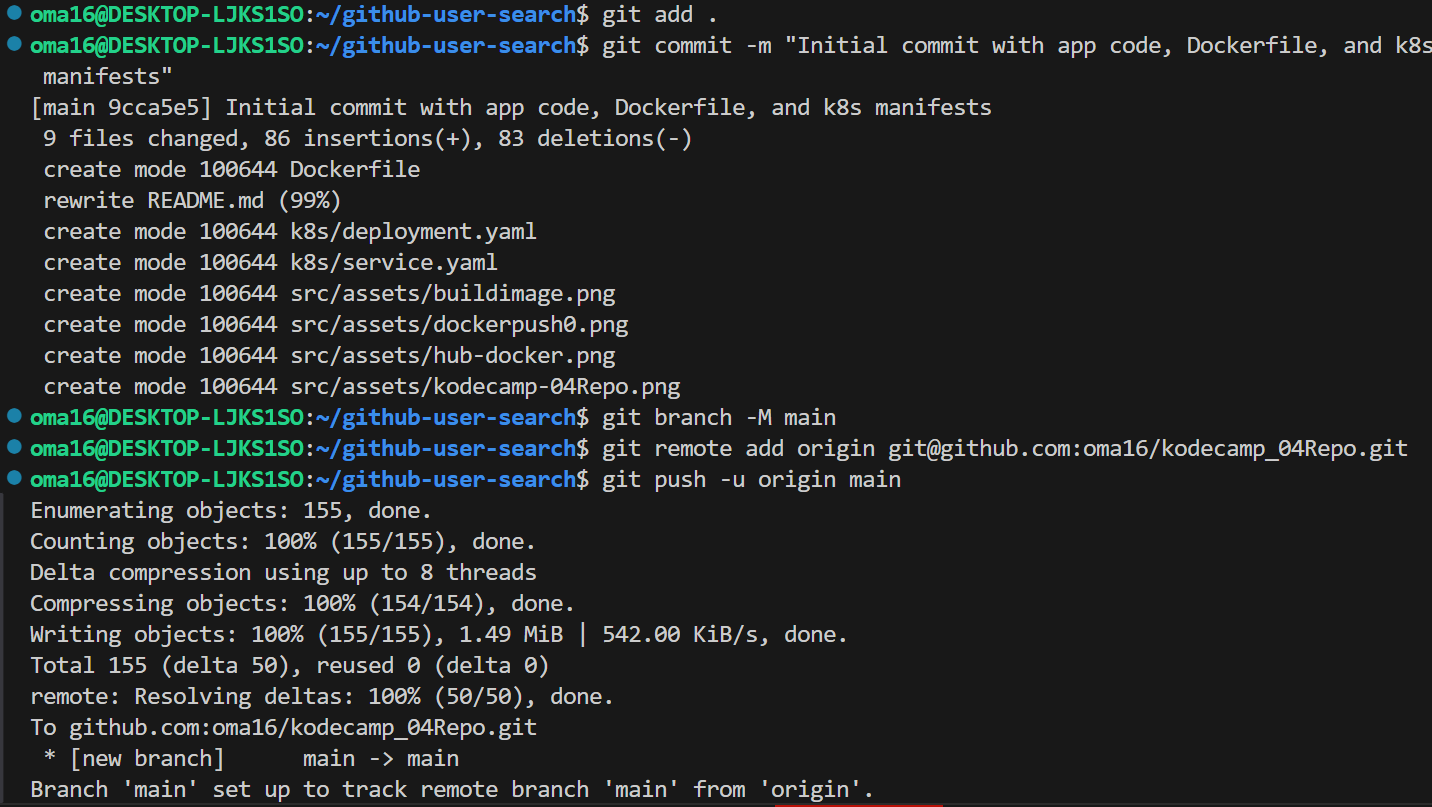 oma16@DESKTOP-LJKS1SO:~/github-user-search$ git add .
oma16@DESKTOP-LJKS1SO:~/github-user-search$ git commit -m "Initial commit with app code, Dockerfile, and k8s
 manifests"
[main 9cca5e5] Initial commit with app code, Dockerfile, and k8s manifests
 9 files changed, 86 insertions(+), 83 deletions(-)
 create mode 100644 Dockerfile
 rewrite README.md (99%)
 create mode 100644 k8s/deployment.yaml
 create mode 100644 k8s/service.yaml
 create mode 100644 src/assets/buildimage.png
 create mode 100644 src/assets/dockerpush0.png
 create mode 100644 src/assets/hub-docker.png
 create mode 100644 src/assets/kodecamp-04Repo.png
oma16@DESKTOP-LJKS1SO:~/github-user-search$ git branch -M main
oma16@DESKTOP-LJKS1SO:~/github-user-search$ git remote add origin git@github.com:oma16/kodecamp_04Repo.git
oma16@DESKTOP-LJKS1SO:~/github-user-search$ git push -u origin main
Enumerating objects: 155, done.
Counting objects: 100% (155/155), done.
Delta compression using up to 8 threads
Compressing objects: 100% (154/154), done.
Writing objects: 100% (155/155), 1.49 MiB | 542.00 KiB/s, done.
Total 155 (delta 50), reused 0 (delta 0)
remote: Resolving deltas: 100% (50/50), done.
To github.com:oma16/kodecamp_04Repo.git
 * [new branch]      main -> main
Branch 'main' set up to track remote branch 'main' from 'origin'.